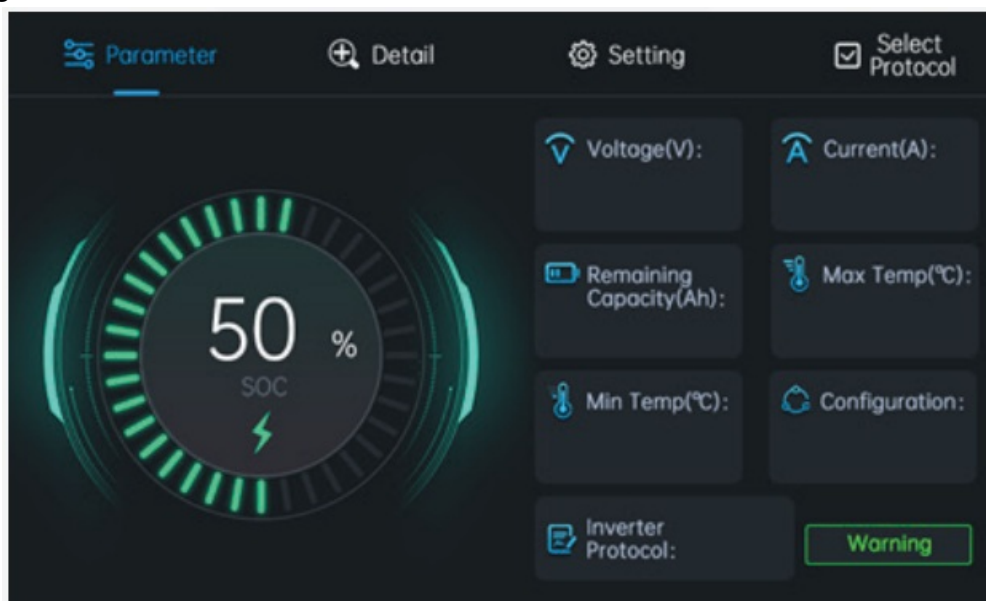 Parameter
Detail
Setting
Select
Protocol
Voltage(V):
Current(A):
50 %
SOC
Remaining
Capacity(Ah):
Max Temp(℃):
Min Temp(℃):
Configuration:
Inverter
Protocol:
Warning